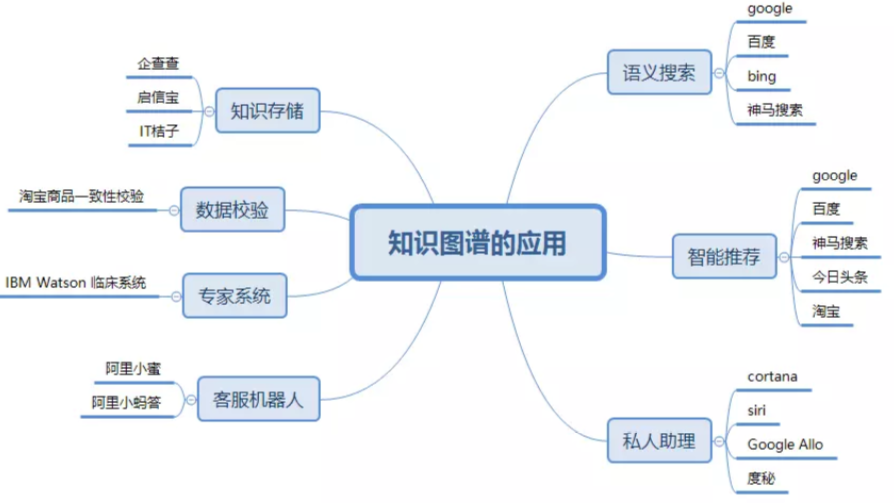 知识图谱的应用
知识存储
企查查
启信宝
IT桔子
数据校验
淘宝商品一致性校验
专家系统
IBM Watson 临床系统
客服机器人
阿里小蜜
阿里小蚂答
语义搜索
google
百度
bing
神马搜索
智能推荐
google
百度
神马搜索
今日头条
淘宝
私人助理
cortana
siri
Google Allo
度秘